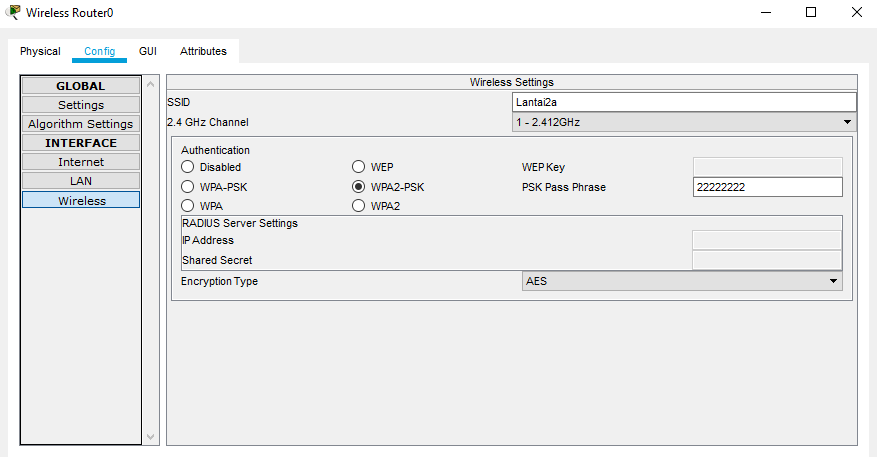 Wireless Router0
Physical Config GUI Attributes
GLOBAL
Settings
Algorithm Settings
INTERFACE
Internet
LAN
Wireless
Wireless Settings
SSID Lantai2a
2.4 GHz Channel 1 - 2.412GHz
Authentication
Disabled WEP WEP Key
WPA-PSK WPA2-PSK PSK Pass Phrase 22222222
WPA WPA2
RADIUS Server Settings
IP Address
Shared Secret
Encryption Type AES